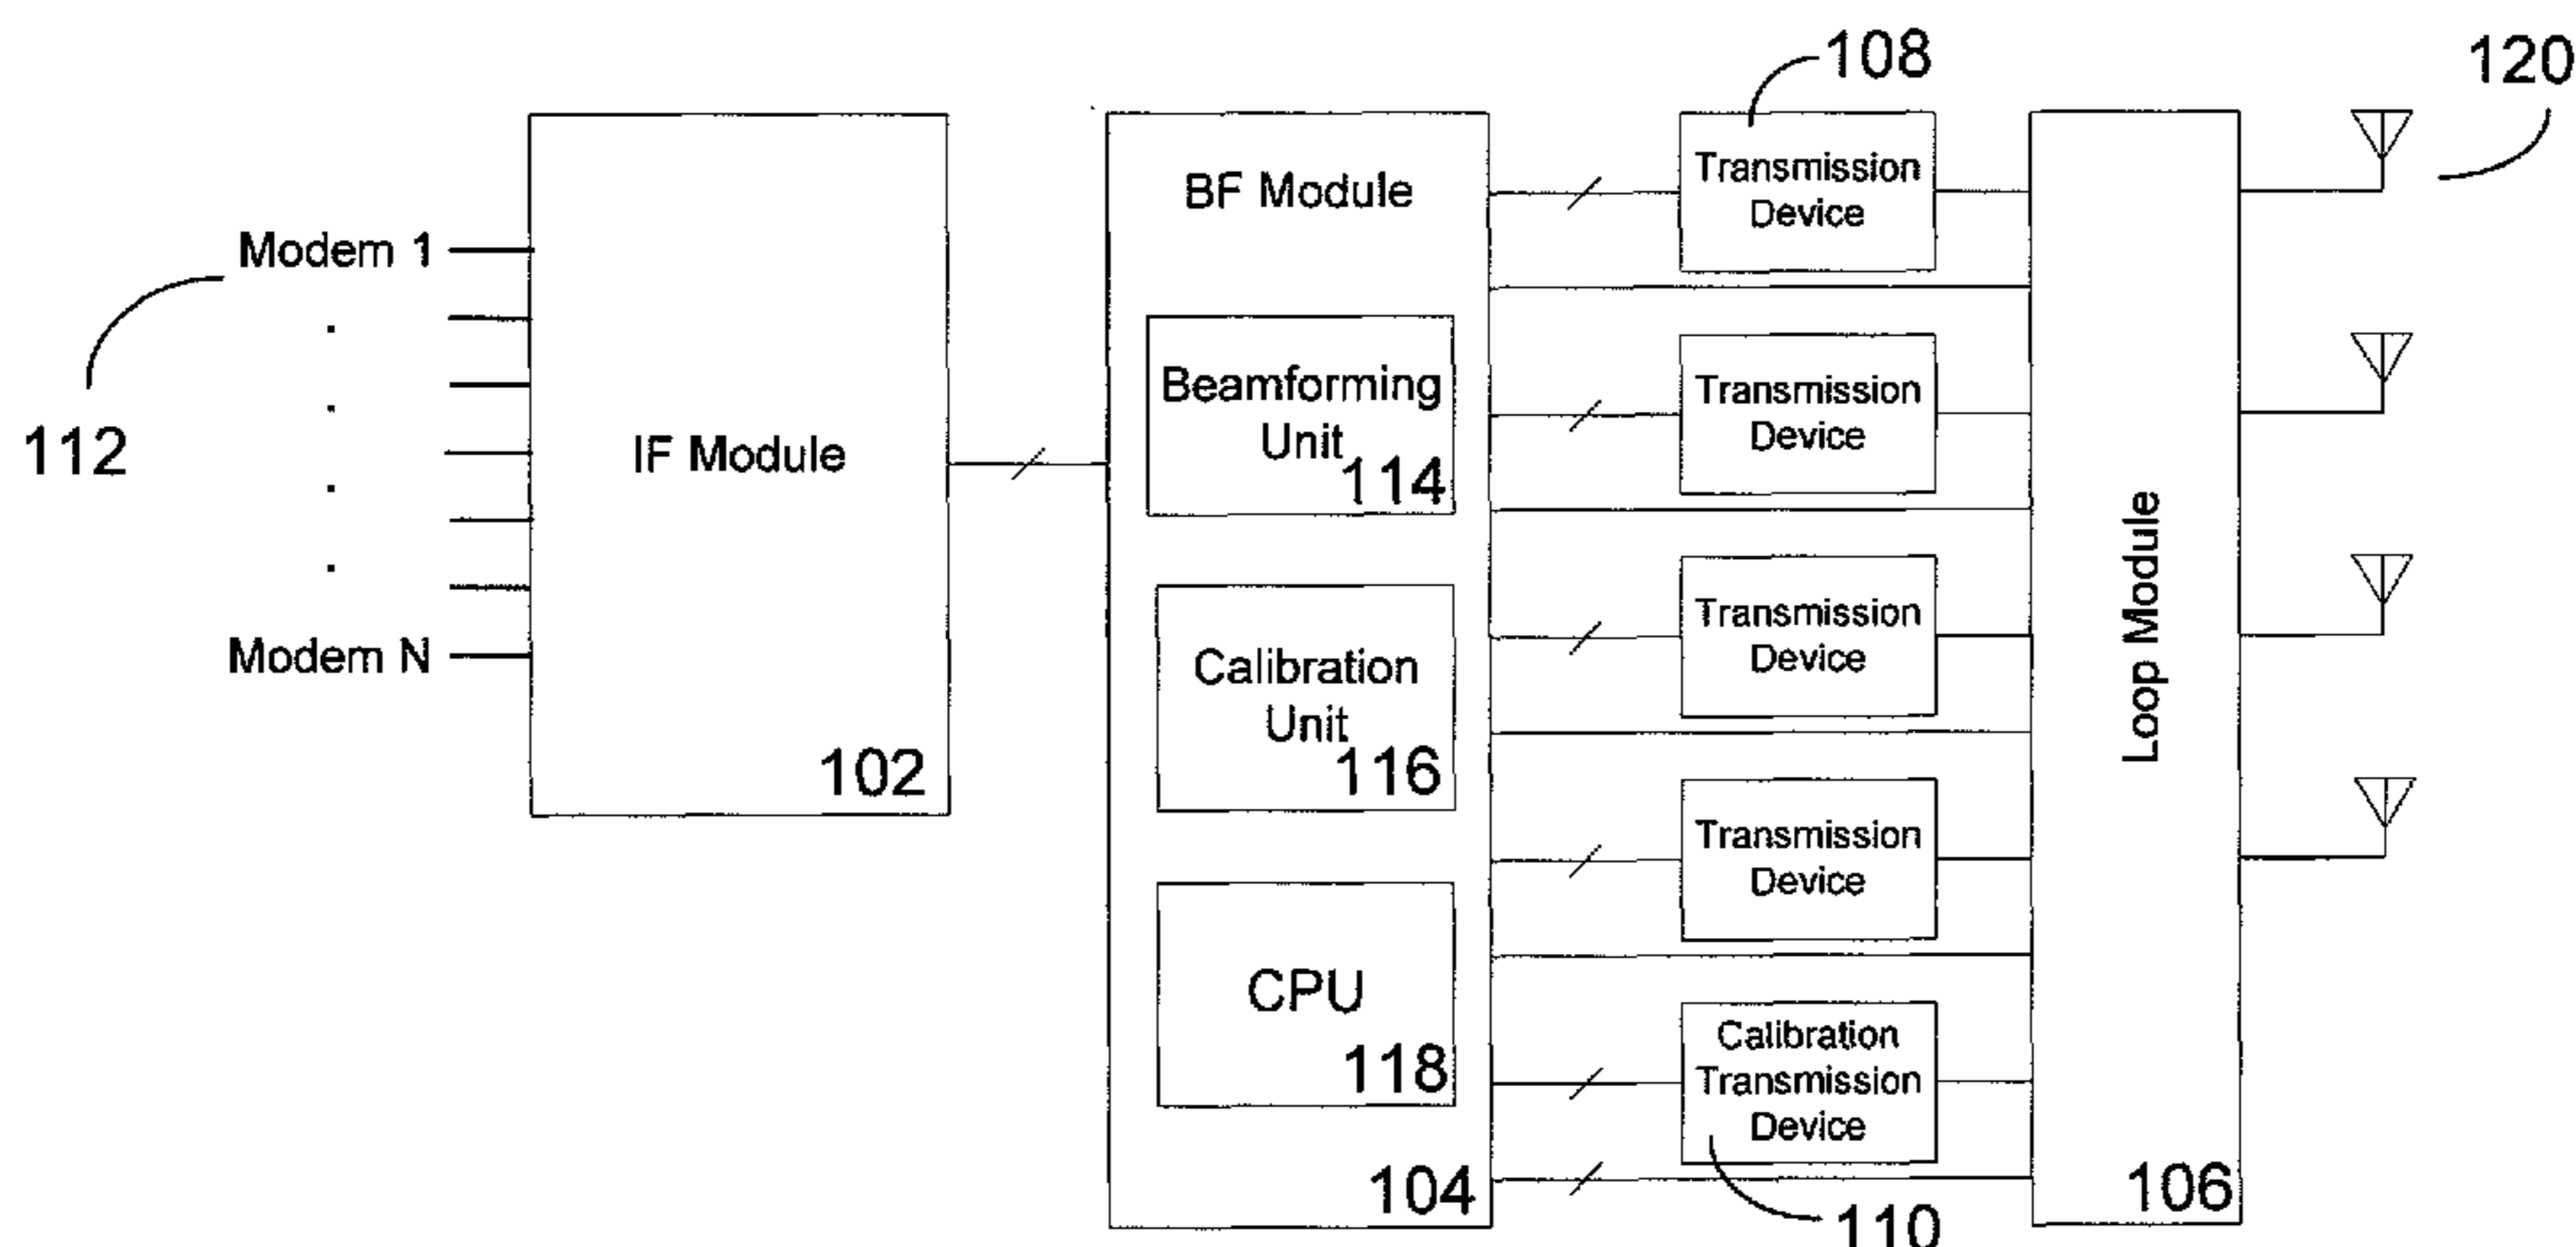 108
120
Transmission
Device
BF Module
Modem 1
112
IF Module
102
Modem N
Beamforming
Unit
114
Transmission
Device
Calibration
Unit
116
Transmission
Device
CPU
118
Transmission
Device
104
Calibration
Transmission
Device
110
Loop Module
106